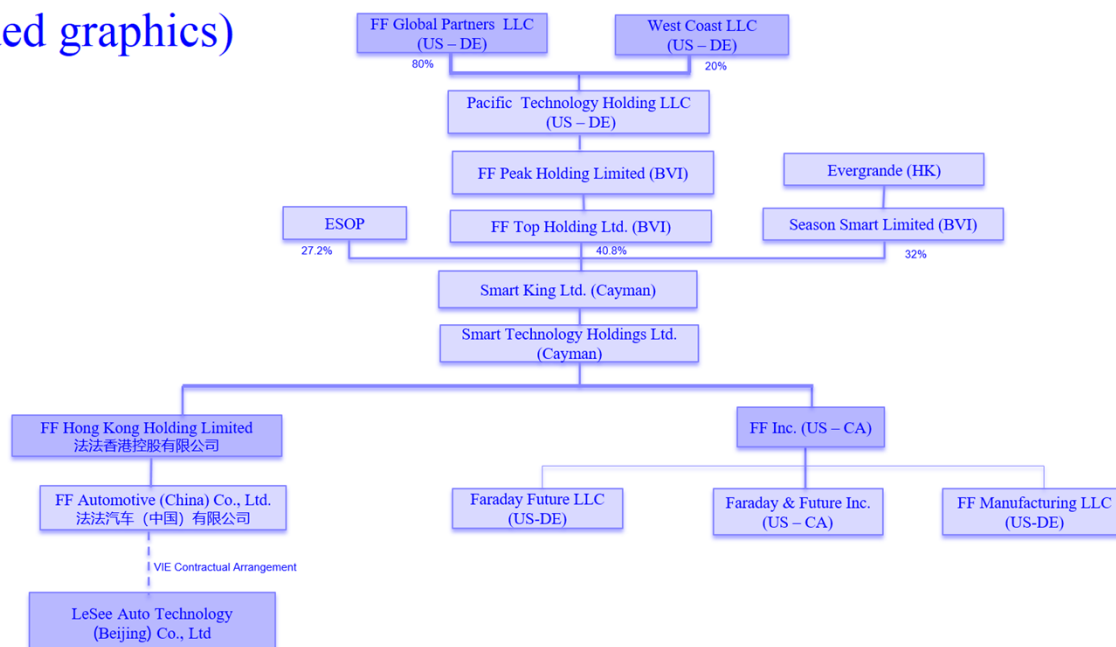 ed graphics)
FF Global Partners LLC
(US – DE)
West Coast LLC
(US – DE)
80%
20%
Pacific Technology Holding LLC
(US – DE)
FF Peak Holding Limited (BVI)
Evergrande (HK)
ESOP
FF Top Holding Ltd. (BVI)
Season Smart Limited (BVI)
27.2%
40.8%
32%
Smart King Ltd. (Cayman)
Smart Technology Holdings Ltd.
(Cayman)
FF Hong Kong Holding Limited
法法香港控股有限公司
FF Inc. (US – CA)
FF Automotive (China) Co., Ltd.
法法汽车（中国）有限公司
Faraday Future LLC
(US-DE)
Faraday & Future Inc.
(US – CA)
FF Manufacturing LLC
(US-DE)
VIE Contractual Arrangement
LeSee Auto Technology
(Beijing) Co., Ltd